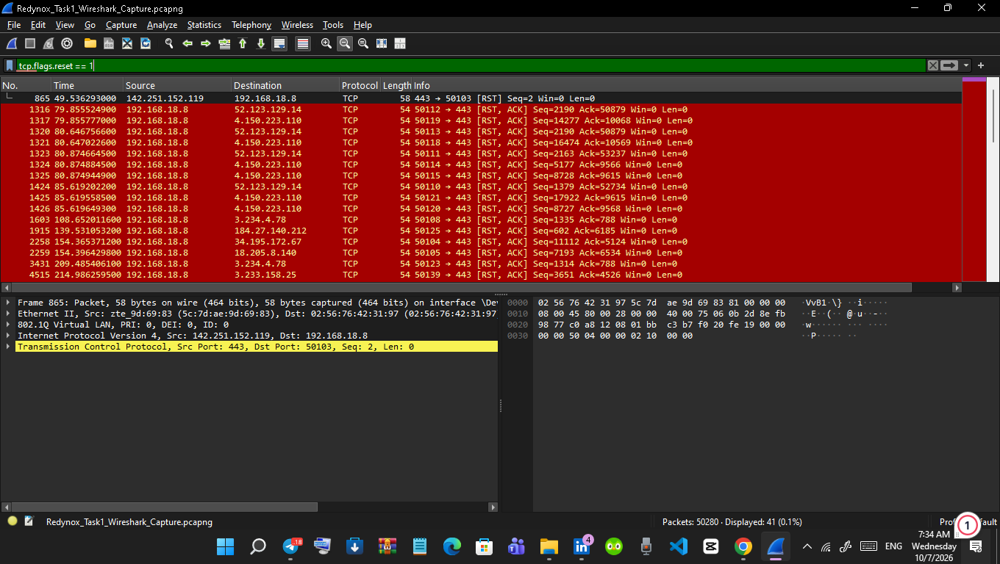 Redynox_Task1_Wireshark_Capture.pcapng
File Edit View Go Capture Analyze Statistics Telephony Wireless Tools Help
tcp.flags.reset == 1
No. Time Source Destination Protocol Length Info
865 49.536293000 142.251.152.119 192.168.18.8 TCP 58 443 → 50103 [RST] Seq=2 Win=0 Len=0
1316 79.855524900 192.168.18.8 52.123.129.14 TCP 54 50112 → 443 [RST, ACK] Seq=2190 Ack=50879 Win=0 Len=0
1317 79.855777000 192.168.18.8 4.150.223.110 TCP 54 50119 → 443 [RST, ACK] Seq=14277 Ack=10068 Win=0 Len=0
1320 80.646756600 192.168.18.8 52.123.129.14 TCP 54 50113 → 443 [RST, ACK] Seq=2190 Ack=50879 Win=0 Len=0
1321 80.647022600 192.168.18.8 4.150.223.110 TCP 54 50118 → 443 [RST, ACK] Seq=16474 Ack=10569 Win=0 Len=0
1323 80.874664500 192.168.18.8 52.123.129.14 TCP 54 50111 → 443 [RST, ACK] Seq=2163 Ack=53237 Win=0 Len=0
1324 80.874884500 192.168.18.8 4.150.223.110 TCP 54 50114 → 443 [RST, ACK] Seq=5177 Ack=9566 Win=0 Len=0
1325 80.874944900 192.168.18.8 4.150.223.110 TCP 54 50115 → 443 [RST, ACK] Seq=8728 Ack=9615 Win=0 Len=0
1424 85.619202200 192.168.18.8 52.123.129.14 TCP 54 50110 → 443 [RST, ACK] Seq=1379 Ack=52734 Win=0 Len=0
1425 85.619558500 192.168.18.8 4.150.223.110 TCP 54 50121 → 443 [RST, ACK] Seq=17922 Ack=9615 Win=0 Len=0
1426 85.619649300 192.168.18.8 4.150.223.110 TCP 54 50120 → 443 [RST, ACK] Seq=8727 Ack=9568 Win=0 Len=0
1603 108.652011600 192.168.18.8 3.234.4.78 TCP 54 50108 → 443 [RST, ACK] Seq=1335 Ack=788 Win=0 Len=0
1915 139.531053200 192.168.18.8 184.27.140.212 TCP 54 50125 → 443 [RST, ACK] Seq=602 Ack=6185 Win=0 Len=0
2258 154.365371200 192.168.18.8 34.195.172.67 TCP 54 50104 → 443 [RST, ACK] Seq=11112 Ack=5124 Win=0 Len=0
2259 154.396429800 192.168.18.8 18.205.8.140 TCP 54 50105 → 443 [RST, ACK] Seq=7193 Ack=6534 Win=0 Len=0
3431 209.485406100 192.168.18.8 3.234.4.78 TCP 54 50123 → 443 [RST, ACK] Seq=1314 Ack=788 Win=0 Len=0
4515 214.986259500 192.168.18.8 3.233.158.25 TCP 54 50139 → 443 [RST, ACK] Seq=3651 Ack=4526 Win=0 Len=0
Frame 865: Packet, 58 bytes on wire (464 bits), 58 bytes captured (464 bits) on interface \De
Ethernet II, Src: zte_9d:69:83 (5c:7d:ae:9d:69:83), Dst: 02:56:76:42:31:97 (02:56:76:42:31:97
802.1Q Virtual LAN, PRI: 0, DEI: 0, ID: 0
Internet Protocol Version 4, Src: 142.251.152.119, Dst: 192.168.18.8
Transmission Control Protocol, Src Port: 443, Dst Port: 50103, Seq: 2, Len: 0
0000 02 56 76 42 31 97 5c 7d ae 9d 69 83 81 00 00 00 ·VvB1·\} ··i·····
0010 08 00 45 80 00 28 00 00 40 00 75 06 0b 2d 8e fb ··E··(·· @·u··-··
0020 98 77 c0 a8 12 08 01 bb c3 b7 f0 20 fe 19 00 00 ·w······ ··· ····
0030 00 00 50 04 00 00 02 10 00 00 ··P····· ··
Redynox_Task1_Wireshark_Capture.pcapng Packets: 50280 · Displayed: 41 (0.1%)
1
.18
4
ENG
7:34 AM
Wednesday
10/7/2026